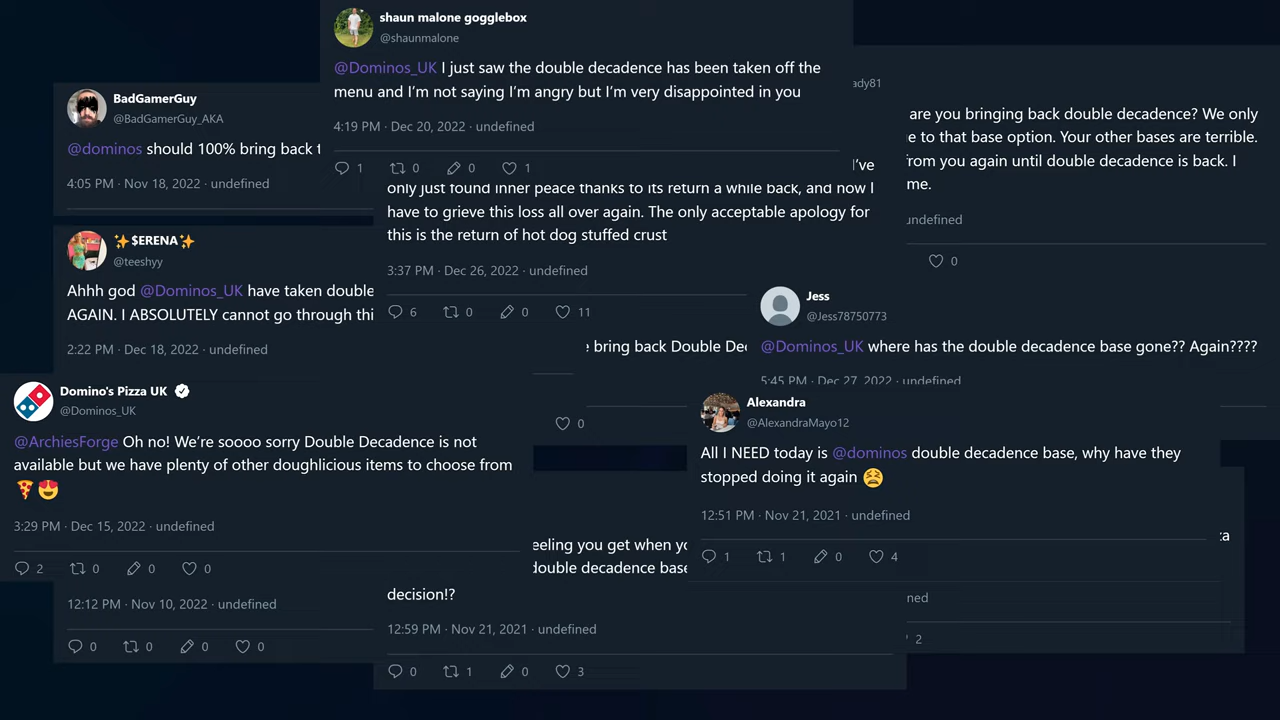 shaun malone gogglebox
@shaunmalone
@Dominos_UK I just saw the double decadence has been taken off the
menu and I'm not saying I'm angry but I'm very disappointed in you
4:19 PM · Dec 20, 2022 · undefined
1 0 0 1
BadGamerGuy
@BadGamerGuy_AKA
@dominos should 100% bring back
4:05 PM · Nov 18, 2022 · undefined
ady81
are you bringing back double decadence? We only
e to that base option. Your other bases are terrible.
rom you again until double decadence is back. I
me.
undefined
0
I've
only just found inner peace thanks to its return a while back, and now I
have to grieve this loss all over again. The only acceptable apology for
this is the return of hot dog stuffed crust
3:37 PM · Dec 26, 2022 · undefined
6 0 0 11
✨$ERENA✨
@teeshyy
Ahhh god @Dominos_UK have taken double
AGAIN. I ABSOLUTELY cannot go through thi
2:22 PM · Dec 18, 2022 · undefined
Jess
@Jess78750773
@Dominos_UK where has the double decadence base gone?? Again????
5:45 PM · Dec 27, 2022 · undefined
e bring back Double Dec
0
Domino's Pizza UK
@Dominos_UK
@ArchiesForge Oh no! We're soooo sorry Double Decadence is not
available but we have plenty of other doughlicious items to choose from
🍕😍
3:29 PM · Dec 15, 2022 · undefined
2 0 0 0
Alexandra
@AlexandraMayo12
All I NEED today is @dominos double decadence base, why have they
stopped doing it again 😫
12:51 PM · Nov 21, 2021 · undefined
1 1 0 4
12:12 PM · Nov 10, 2022 · undefined
0 0 0 0
eeling you get when yo
double decadence base
decision!?
12:59 PM · Nov 21, 2021 · undefined
0 1 0 3
za
ned
2